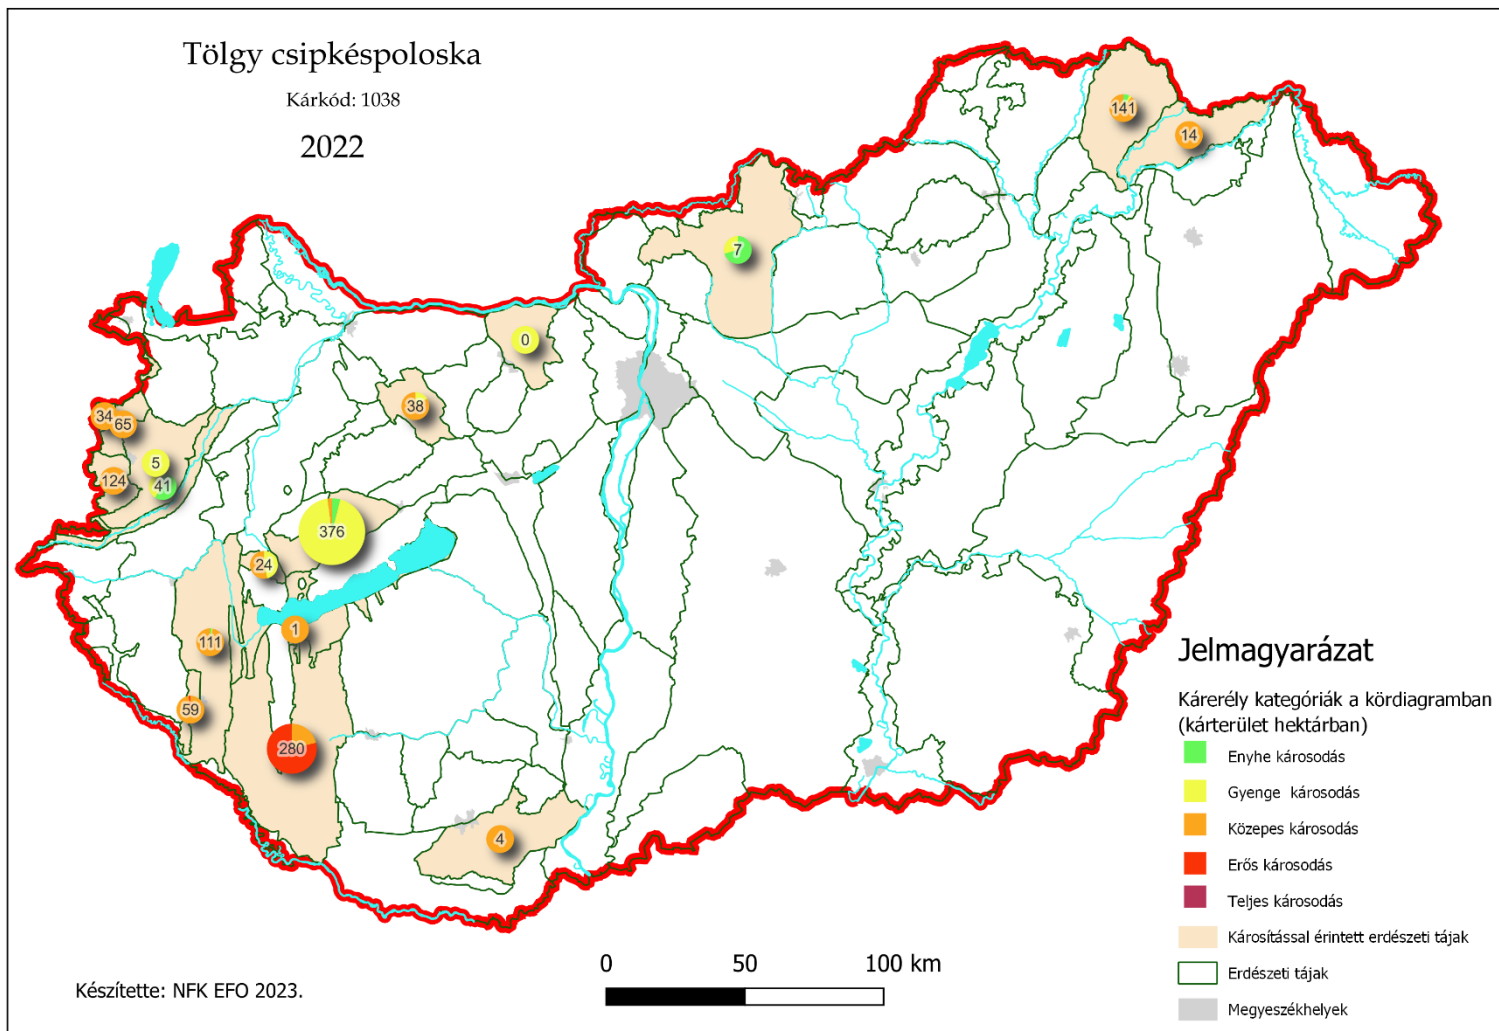 Tölgy csipkéspoloska
Kárkód: 1038
2022
141
14
7
0
38
34
65
5
124
41
376
24
1
111
59
280
4
Jelmagyarázat
Kárerély kategóriák a kördiagramban
(kárterület hektárban)
Enyhe károsodás
Gyenge károsodás
Közepes károsodás
Erős károsodás
Teljes károsodás
Károsítással érintett erdészeti tájak
Erdészeti tájak
Megyeszékhelyek
0 50 100 km
Készítette: NFK EFO 2023.